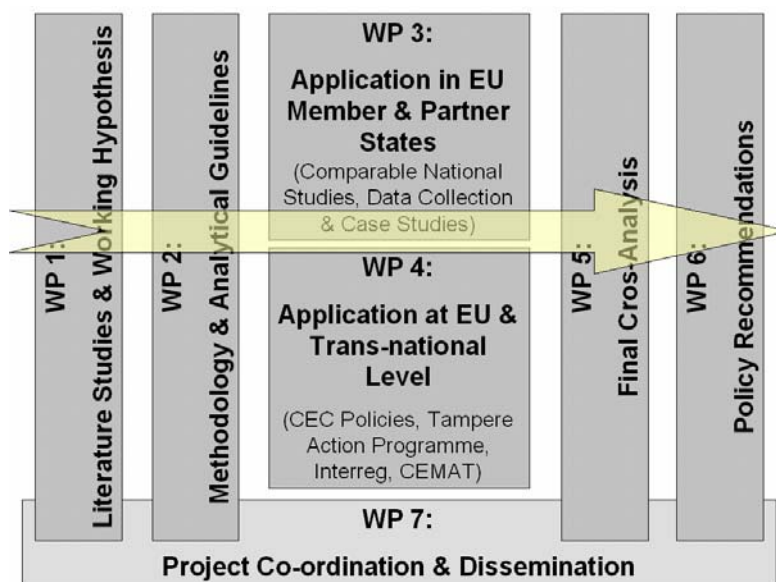 WP 1:
Literature Studies & Working Hypothesis
WP 2:
Methodology & Analytical Guidelines
WP 3:
Application in EU
Member & Partner
States
(Comparable National
Studies, Data Collection
& Case Studies)
WP 4:
Application at EU &
Trans-national
Level
(CEC Policies, Tampere
Action Programme,
Interreg, CEMAT)
WP 5:
Final Cros-Analysis
WP 6:
Policy Recommendations
WP 7:
Project Co-ordination & Dissemination